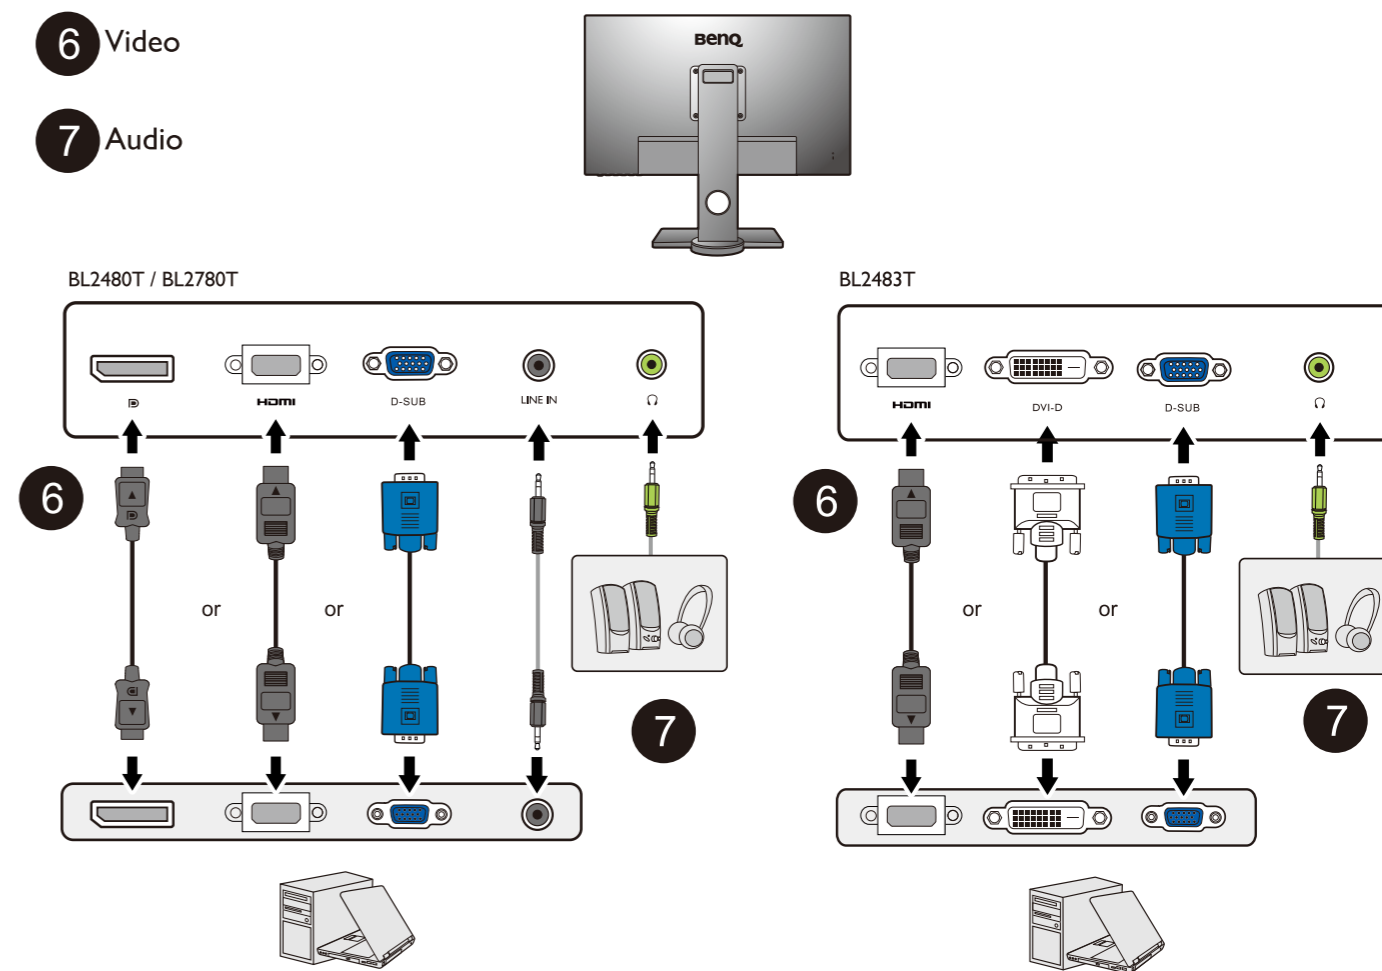 6 Video
BenQ
7 Audio
BL2480T / BL2780T
HDMI
D-SUB
LINE IN
6
or
or
7
BL2483T
HDMI
DVI-D
D-SUB
6
or
or
7